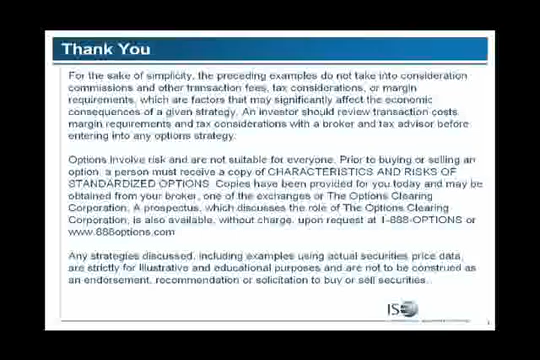 Thank You
For the sake of simplicity, the preceding examples do not take into consideration
commissions and other transaction fees, tax considerations, or margin
requirements, which are factors that may significantly affect the economic
consequences of a given strategy. An investor should review transaction costs,
margin requirements and tax considerations with a broker and tax advisor before
entering into any options strategy.
Options involve risk and are not suitable for everyone. Prior to buying or selling an
option, a person must receive a copy of CHARACTERISTICS AND RISKS OF
STANDARDIZED OPTIONS. Copies have been provided for you today and may be
obtained from your broker, one of the exchanges or The Options Clearing
Corporation. A prospectus, which discusses the role of The Options Clearing
Corporation, is also available, without charge, upon request at 1-888-OPTIONS or
www.888options.com
Any strategies discussed, including examples using actual securities price data,
are strictly for illustrative and educational purposes and are not to be construed as
an endorsement, recommendation or solicitation to buy or sell securities.
ISE